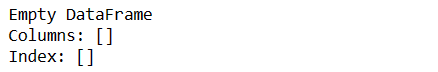 Empty DataFrame
Columns: []
Index: []